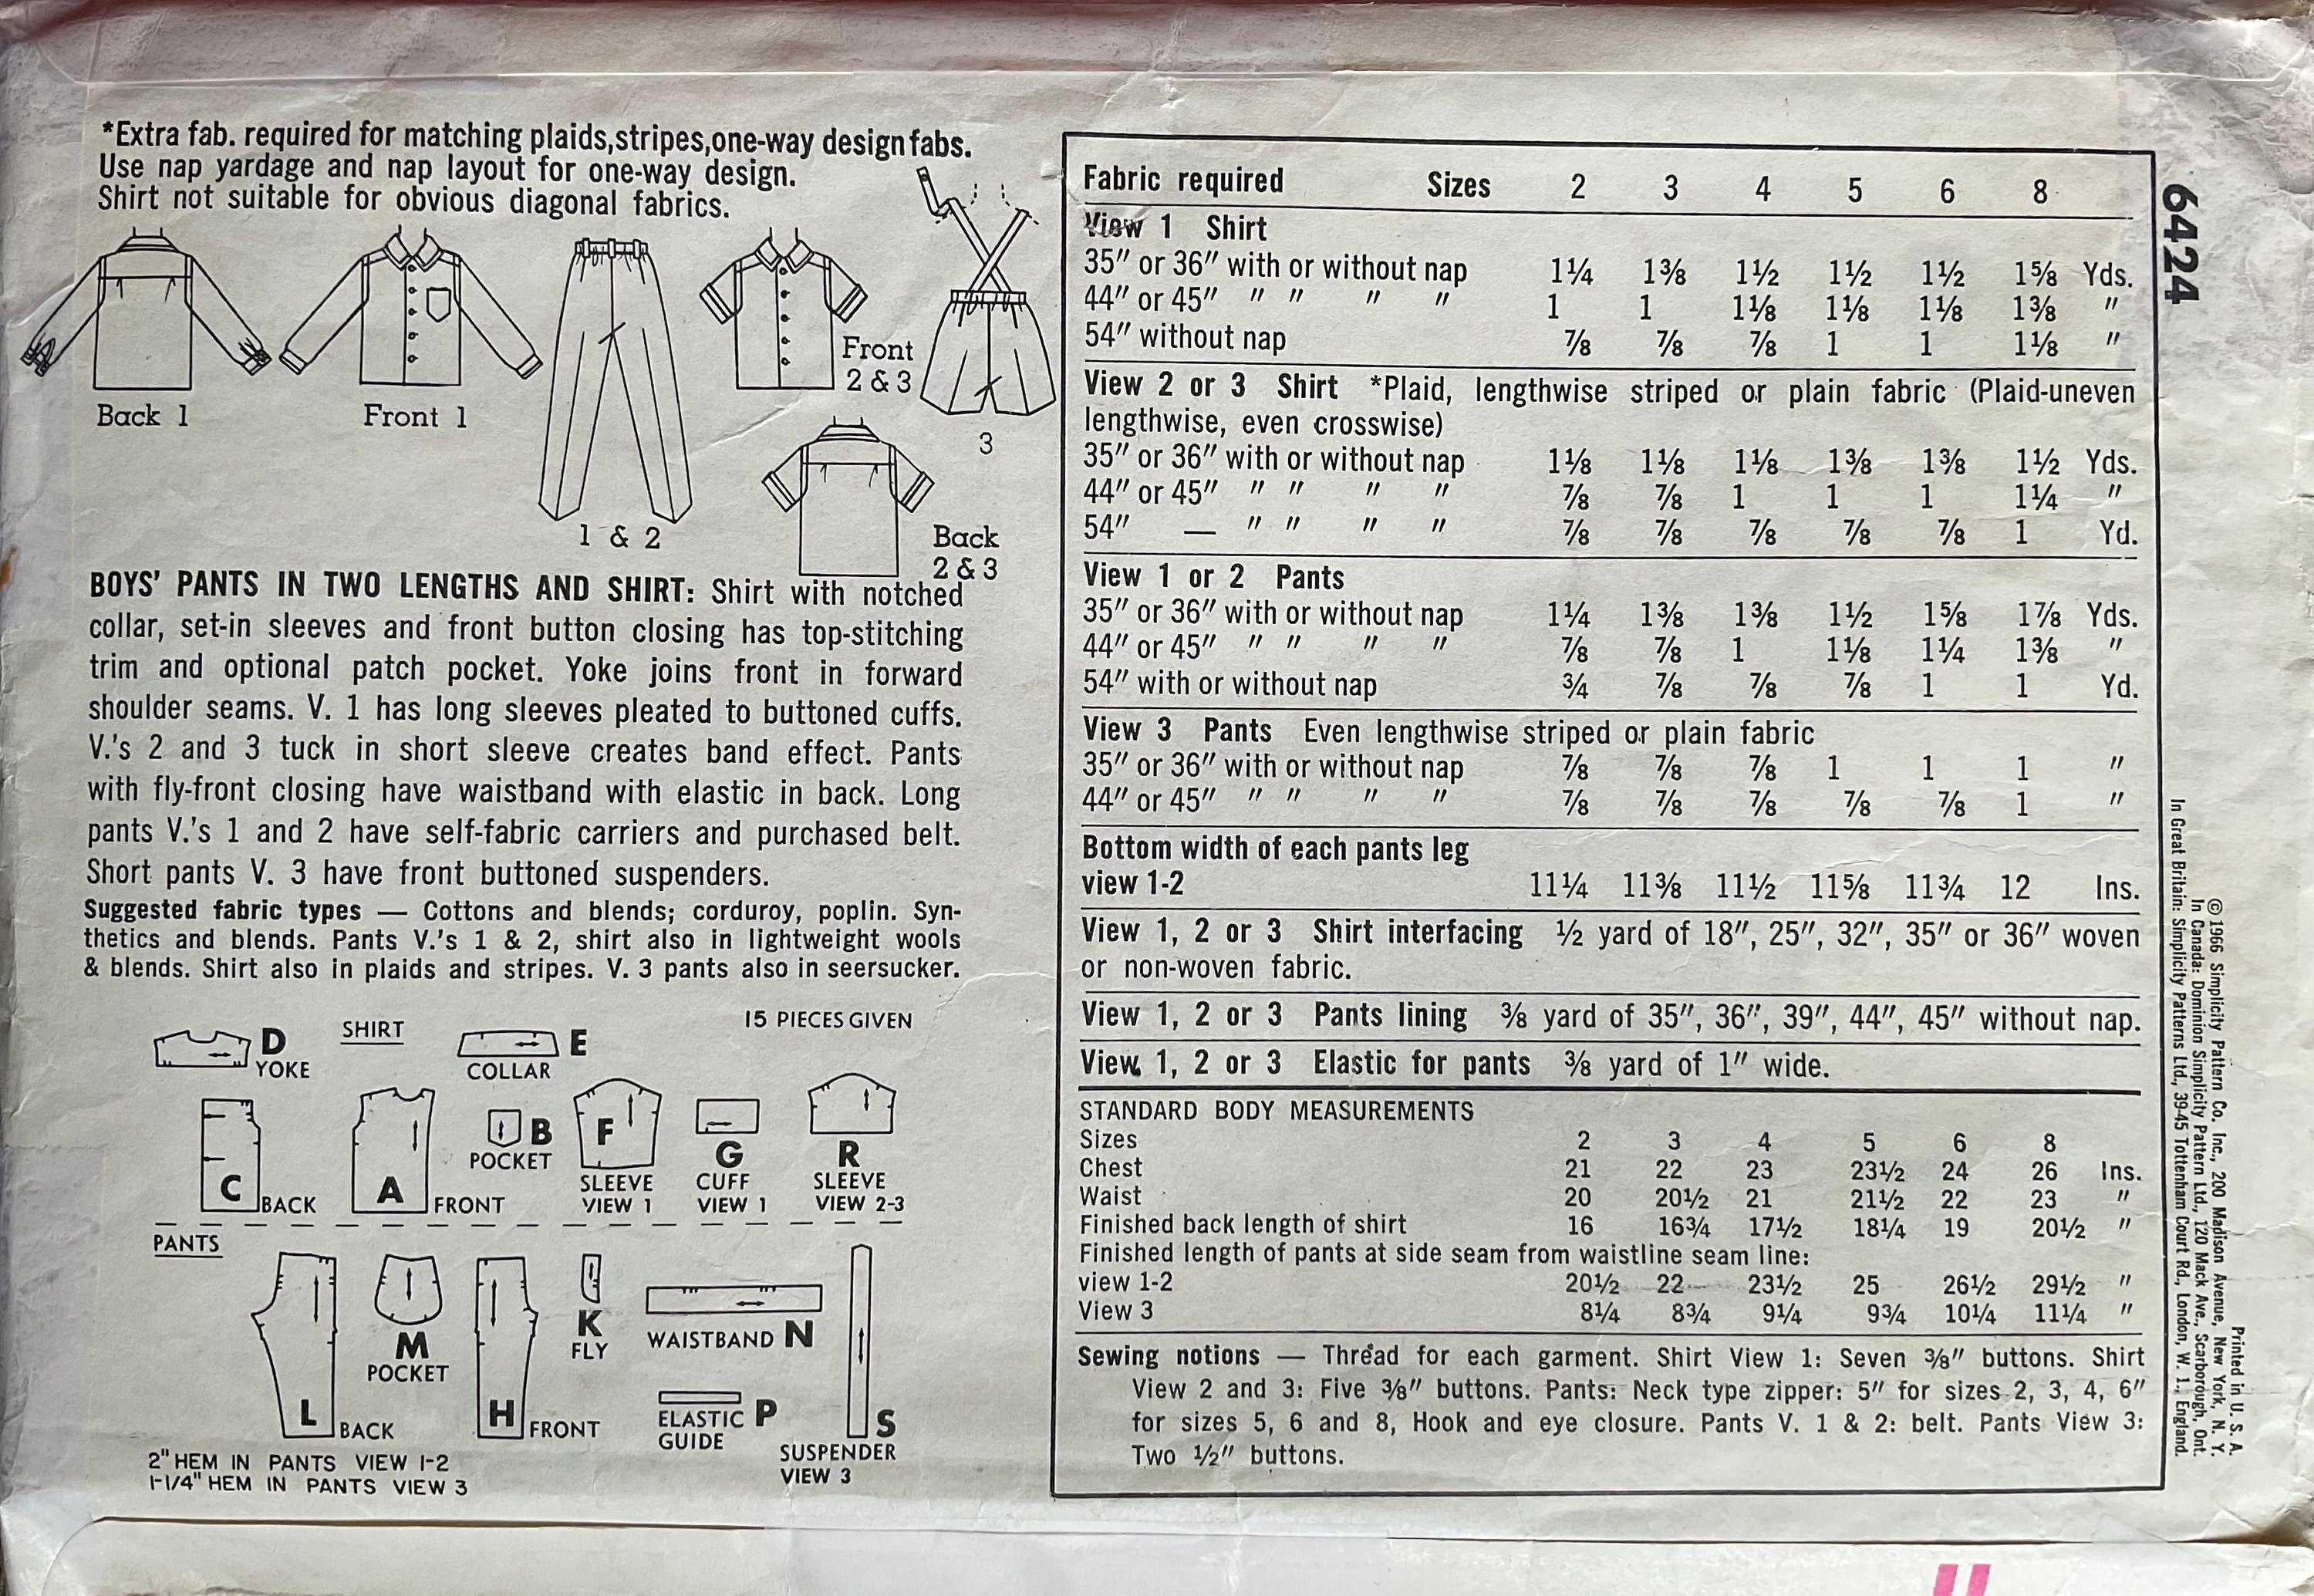 *Extra fab. required for matching plaids,stripes,one-way design fabs.
Use nap yardage and nap layout for one-way design.
Shirt not suitable for obvious diagonal fabrics.
Back 1
Front 1
1 & 2
Front
2 & 3
3
Back
2 & 3
BOYS' PANTS IN TWO LENGTHS AND SHIRT: Shirt with notched
collar, set-in sleeves and front button closing has top-stitching
trim and optional patch pocket. Yoke joins front in forward
shoulder seams. V. 1 has long sleeves pleated to buttoned cuffs.
V.'s 2 and 3 tuck in short sleeve creates band effect. Pants
with fly-front closing have waistband with elastic in back. Long
pants V.'s 1 and 2 have self-fabric carriers and purchased belt.
Short pants V. 3 have front buttoned suspenders.
Suggested fabric types — Cottons and blends; corduroy, poplin. Syn-
thetics and blends. Pants V.'s 1 & 2, shirt also in lightweight wools
& blends. Shirt also in plaids and stripes. V. 3 pants also in seersucker.
15 PIECES GIVEN
SHIRT
D
YOKE
E
COLLAR
C BACK
A FRONT
B
POCKET
F
SLEEVE
VIEW 1
G
CUFF
VIEW 1
R
SLEEVE
VIEW 2-3
PANTS
L BACK
M
POCKET
H FRONT
K
FLY
WAISTBAND N
ELASTIC P
GUIDE
S
SUSPENDER
VIEW 3
2" HEM IN PANTS VIEW 1-2
1-1/4" HEM IN PANTS VIEW 3
Fabric required Sizes 2 3 4 5 6 8
View 1 Shirt
35" or 36" with or without nap 1¼ 1⅜ 1½ 1½ 1½ 1⅝ Yds.
44" or 45" " " " " 1 1 1⅛ 1⅛ 1⅛ 1⅜ "
54" without nap ⅞ ⅞ ⅞ 1 1 1⅛ "
View 2 or 3 Shirt *Plaid, lengthwise striped or plain fabric (Plaid-uneven
lengthwise, even crosswise)
35" or 36" with or without nap 1⅛ 1⅛ 1⅛ 1⅜ 1⅜ 1½ Yds.
44" or 45" " " " " ⅞ ⅞ 1 1 1 1¼ "
54" — " " " " ⅞ ⅞ ⅞ ⅞ ⅞ 1 Yd.
View 1 or 2 Pants
35" or 36" with or without nap 1¼ 1⅜ 1⅜ 1½ 1⅝ 1⅞ Yds.
44" or 45" " " " " ⅞ ⅞ 1 1⅛ 1¼ 1⅜ "
54" with or without nap ¾ ⅞ ⅞ ⅞ 1 1 Yd.
View 3 Pants Even lengthwise striped or plain fabric
35" or 36" with or without nap ⅞ ⅞ ⅞ 1 1 1 "
44" or 45" " " " " ⅞ ⅞ ⅞ ⅞ ⅞ 1 "
Bottom width of each pants leg
view 1-2 11¼ 11⅜ 11½ 11⅝ 11¾ 12 Ins.
View 1, 2 or 3 Shirt interfacing ½ yard of 18", 25", 32", 35" or 36" woven
or non-woven fabric.
View 1, 2 or 3 Pants lining ⅜ yard of 35", 36", 39", 44", 45" without nap.
View 1, 2 or 3 Elastic for pants ⅜ yard of 1" wide.
STANDARD BODY MEASUREMENTS
Sizes 2 3 4 5 6 8
Chest 21 22 23 23½ 24 26 Ins.
Waist 20 20½ 21 21½ 22 23 "
Finished back length of shirt 16 16¾ 17½ 18¼ 19 20½ "
Finished length of pants at side seam from waistline seam line:
view 1-2 20½ 22 23½ 25 26½ 29½ "
View 3 8¼ 8¾ 9¼ 9¾ 10¼ 11¼ "
Sewing notions — Thread for each garment. Shirt View 1: Seven ⅜" buttons. Shirt
View 2 and 3: Five ⅜" buttons. Pants: Neck type zipper: 5" for sizes 2, 3, 4, 6"
for sizes 5, 6 and 8, Hook and eye closure. Pants V. 1 & 2: belt. Pants View 3:
Two ½" buttons.
6424
Printed in U. S. A.
©1966 Simplicity Pattern Co. Inc., 200 Madison Avenue, New York, N. Y.
In Canada: Dominion Simplicity Pattern Ltd., 120 Mack Ave., Scarborough, Ont.
In Great Britain: Simplicity Patterns Ltd., 39-45 Tottenham Court Rd., London, W. 1., England.